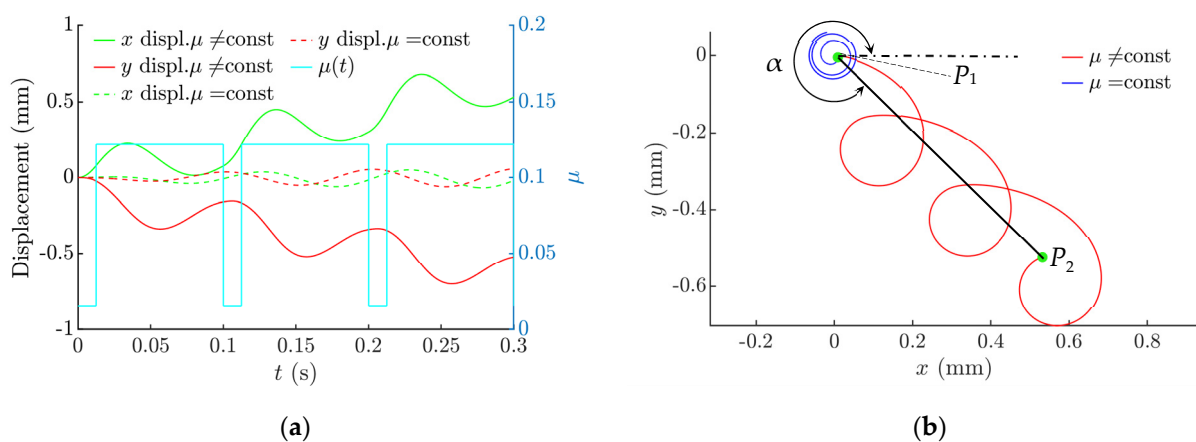 1
0.2
x displ.μ ≠const
y displ.μ =const
y displ.μ ≠const
μ(t)
x displ.μ =const
0.5
0.15
0
0.1
-0.5
0.05
-1
0
Displacement (mm)
μ
0
0.05
0.1
0.15
0.2
0.25
0.3
t (s)
(a)
0
-0.2
-0.4
-0.6
y (mm)
α
P1
P2
μ ≠const
μ =const
-0.2
0
0.2
0.4
0.6
0.8
x (mm)
(b)